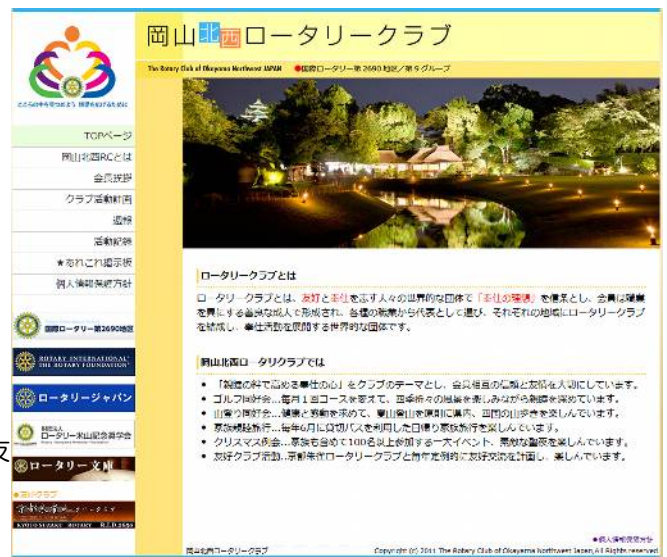 岡山北西ロータリークラブ
The Rotary Club of Okayama Northwest JAPAN ●国際ロータリー第2690地区／第9グループ
TOPページ
岡山北西RCとは
会長挨拶
クラブ活動計画
週報
活動記録
★あれこれ掲示板
個人情報保護方針
国際ロータリー第2690地区
ROTARY INTERNATIONAL
THE ROTARY FOUNDATION
ロータリージャパン
ロータリー米山記念奨学会
ロータリー文庫
●友好クラブ
KYOTO SUZAKU ROTARY R.I.D.2650
ロータリークラブとは
ロータリークラブとは、友好と奉仕を志す人々の世界的な団体で「奉仕の理想」を信条とし、会員は職業
を異にする善良な成人で形成され、各種の職業から代表として選び、それぞれの地域にロータリークラブ
を結成し、奉仕活動を展開する世界的な団体です。
岡山北西ロータリークラブでは
• 「親睦の絆で高める奉仕の心」をクラブのテーマとし、会員相互の信頼と友情を大切にしています。
• ゴルフ同好会…毎月１回コースを変えて、四季折々の風景を楽しみながら親睦を深めています。
• 山登り同好会…健康と感動を求めて、夏山登山を原則に県内、四国の山歩きを楽しんでいます。
• 家族親睦旅行…毎年6月に貸切バスを利用した日帰り家族旅行を楽しんでいます。
• クリスマス例会…家族も含めて100名以上参加する一大イベント、素敵な聖夜を楽しんでいます。
• 友好クラブ活動…京都朱雀ロータリークラブと毎年定例的に友好交流を計画し、楽しんでいます。
●個人情報保護方針
岡山北西ロータリークラブ
Copyright (c) 2011 The Rotary Club of Okayama Northwest Japan,All Rights reserved